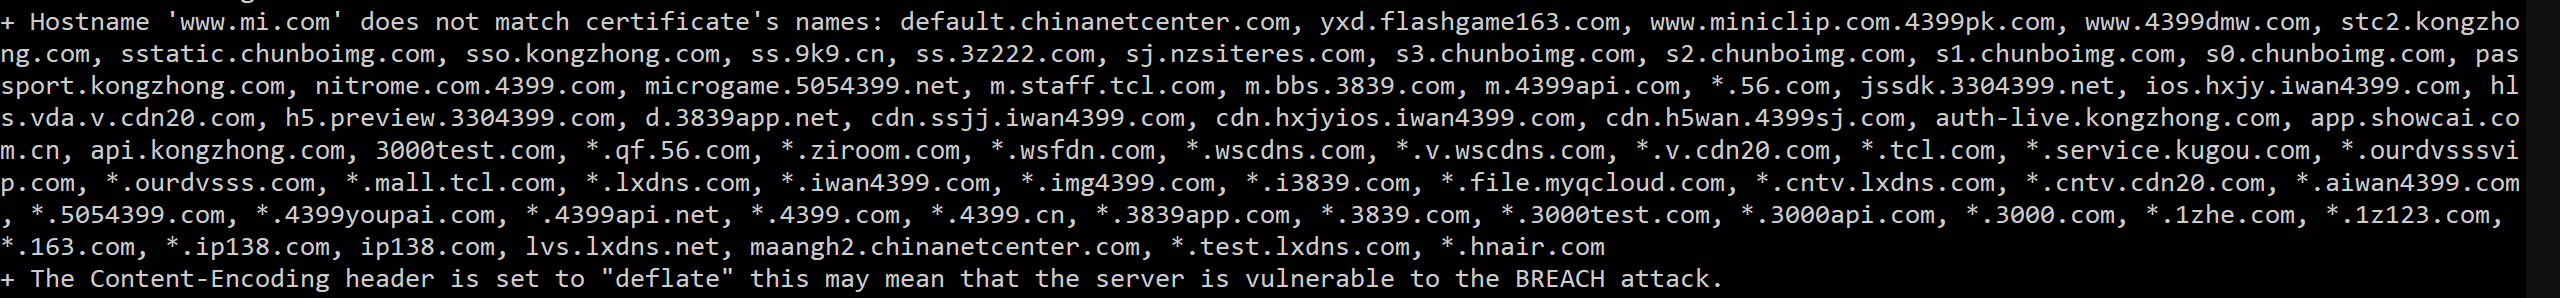 + Hostname 'www.mi.com' does not match certificate's names: default.chinanetcenter.com, yxd.flashgame163.com, www.miniclip.com.4399pk.com, www.4399dmw.com, stc2.kongzho
ng.com, sstatic.chunboimg.com, sso.kongzhong.com, ss.9k9.cn, ss.3z222.com, sj.nzsiteres.com, s3.chunboimg.com, s2.chunboimg.com, s1.chunboimg.com, s0.chunboimg.com, pas
sport.kongzhong.com, nitrome.com.4399.com, microgame.5054399.net, m.staff.tcl.com, m.bbs.3839.com, m.4399api.com, *.56.com, jssdk.3304399.net, ios.hxjy.iwan4399.com, hl
s.vda.v.cdn20.com, h5.preview.3304399.com, d.3839app.net, cdn.ssjj.iwan4399.com, cdn.hxjyios.iwan4399.com, cdn.h5wan.4399sj.com, auth-live.kongzhong.com, app.showcai.co
m.cn, api.kongzhong.com, 3000test.com, *.qf.56.com, *.ziroom.com, *.wsfdn.com, *.wscdns.com, *.v.wscdns.com, *.v.cdn20.com, *.tcl.com, *.service.kugou.com, *.ourdvsssvi
p.com, *.ourdvsss.com, *.mall.tcl.com, *.lxdns.com, *.iwan4399.com, *.img4399.com, *.i3839.com, *.file.myqcloud.com, *.cntv.lxdns.com, *.cntv.cdn20.com, *.aiwan4399.com
, *.5054399.com, *.4399youpai.com, *.4399api.net, *.4399.com, *.4399.cn, *.3839app.com, *.3839.com, *.3000test.com, *.3000api.com, *.3000.com, *.1zhe.com, *.1z123.com,
*.163.com, *.ip138.com, ip138.com, lvs.lxdns.net, maangh2.chinanetcenter.com, *.test.lxdns.com, *.hnair.com
+ The Content-Encoding header is set to "deflate" this may mean that the server is vulnerable to the BREACH attack.